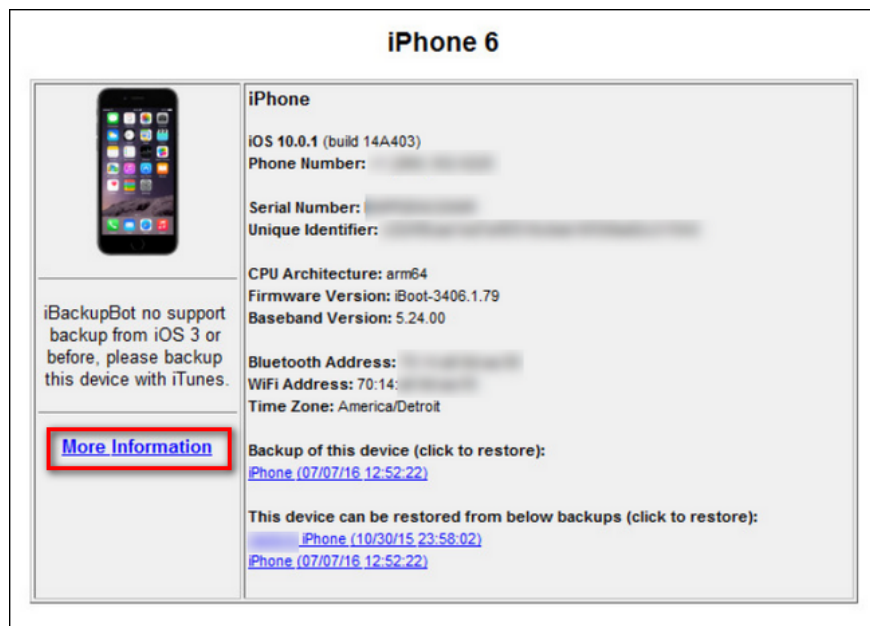 iPhone 6
iPhone
iOS 10.0.1 (build 14A403)
Phone Number:
Serial Number:
Unique Identifier:
CPU Architecture: arm64
Firmware Version: iBoot-3406.1.79
Baseband Version: 5.24.00
Bluetooth Address:
WiFi Address: 70:14:
Time Zone: America/Detroit
Backup of this device (click to restore):
iPhone (07/07/16 12:52:22)
This device can be restored from below backups (click to restore):
iPhone (10/30/15 23:58:02)
iPhone (07/07/16 12:52:22)
iBackupBot no support
backup from iOS 3 or
before, please backup
this device with iTunes.
More Information